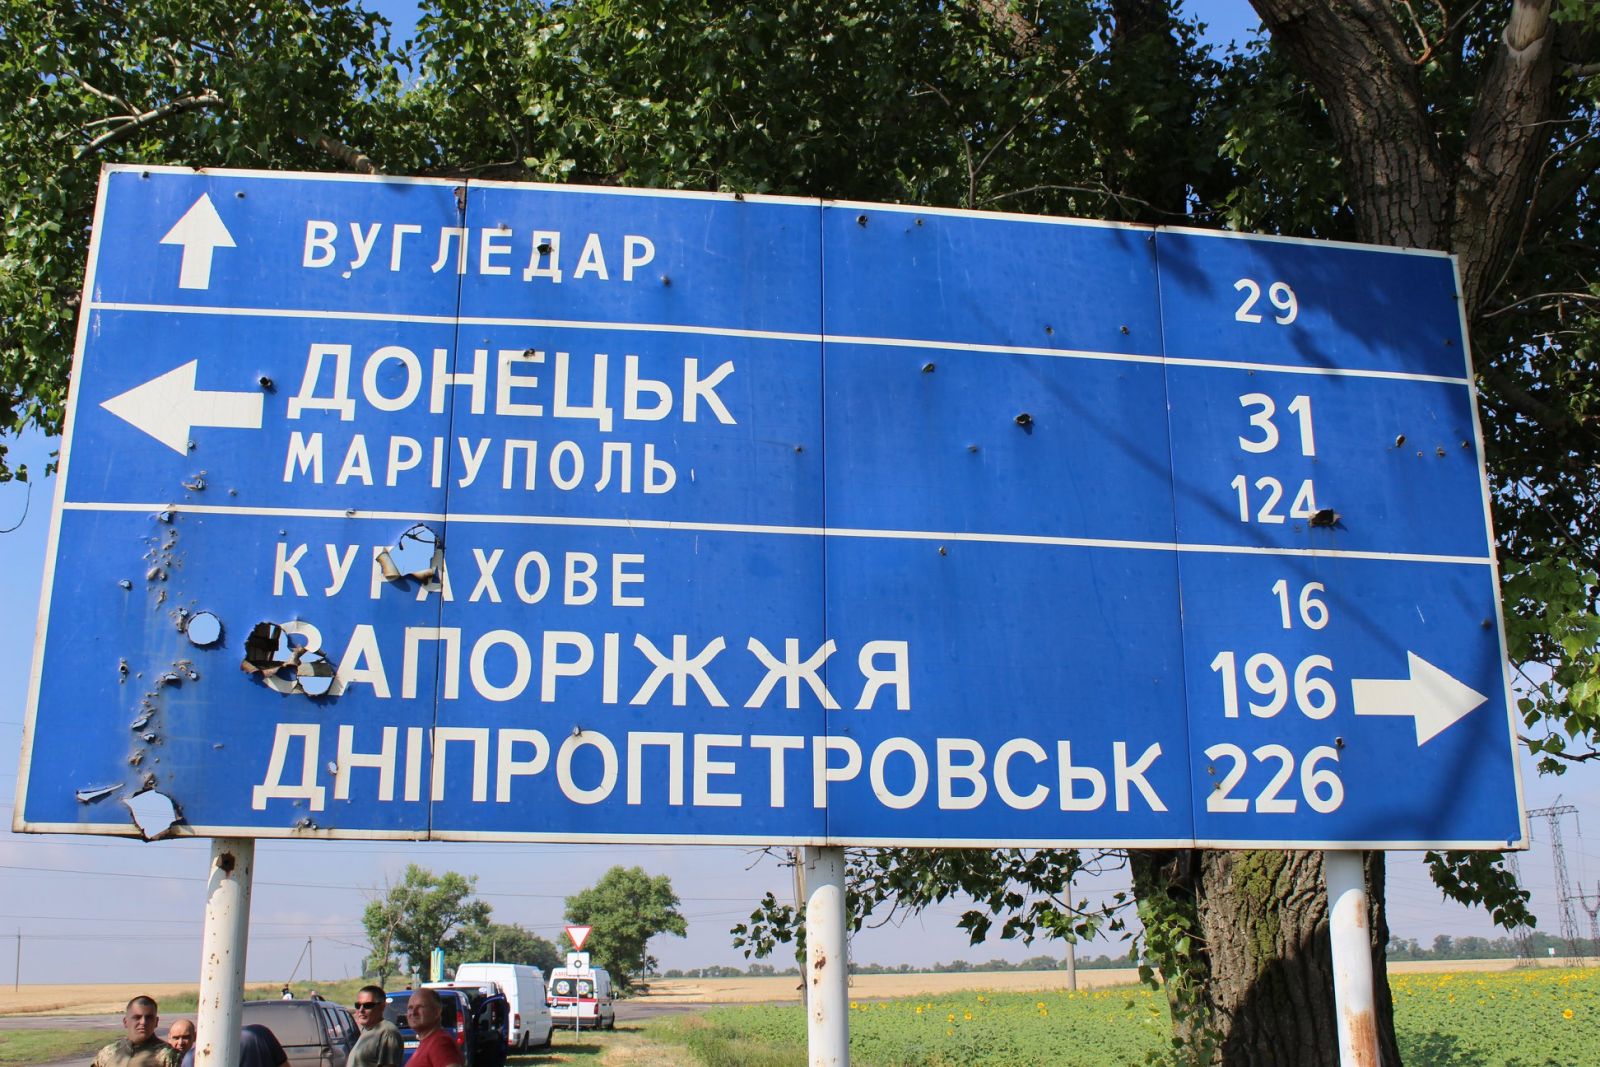 ВУГЛЕДАР 29
ДОНЕЦЬК 31
МАРІУПОЛЬ 124
КУРАХОВЕ 16
ЗАПОРІЖЖЯ 196
ДНІПРОПЕТРОВСЬК 226